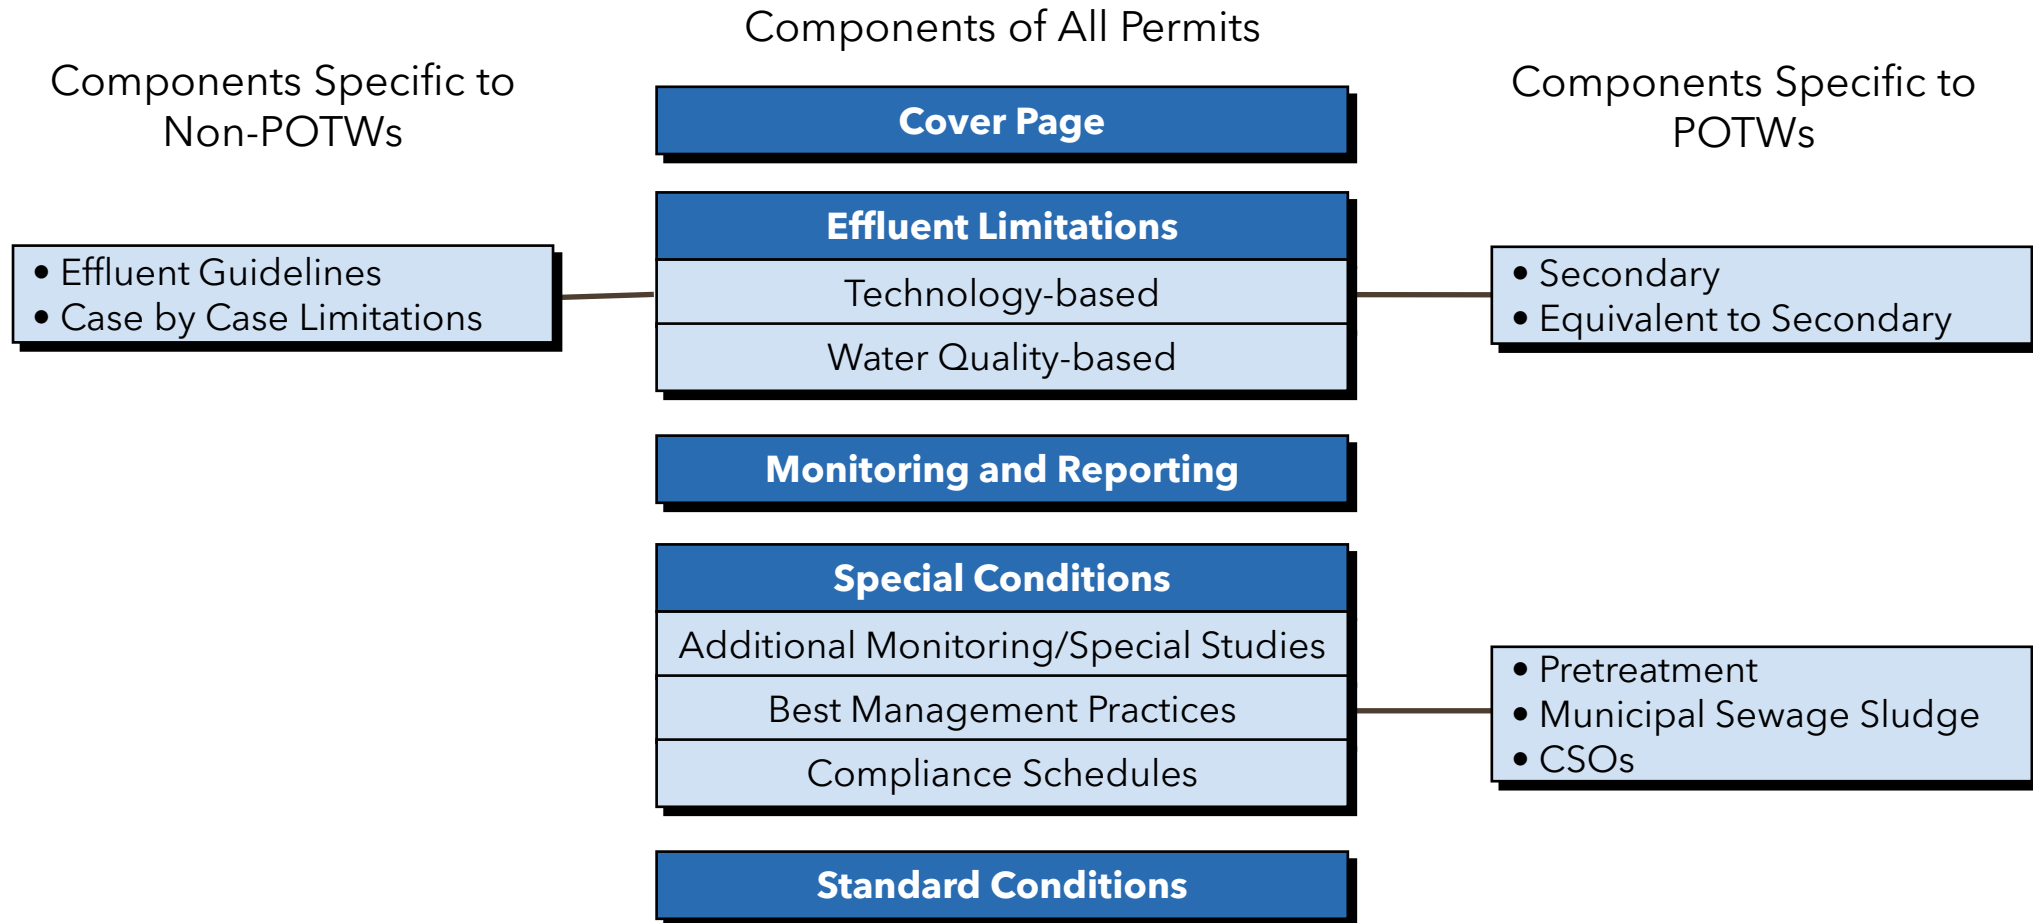 Components of All Permits
Components Specific to
Non-POTWs
Components Specific to
POTWs
Cover Page
Effluent Limitations
Technology-based
Water Quality-based
• Effluent Guidelines
• Case by Case Limitations
• Secondary
• Equivalent to Secondary
Monitoring and Reporting
Special Conditions
Additional Monitoring/Special Studies
Best Management Practices
Compliance Schedules
• Pretreatment
• Municipal Sewage Sludge
• CSOs
Standard Conditions